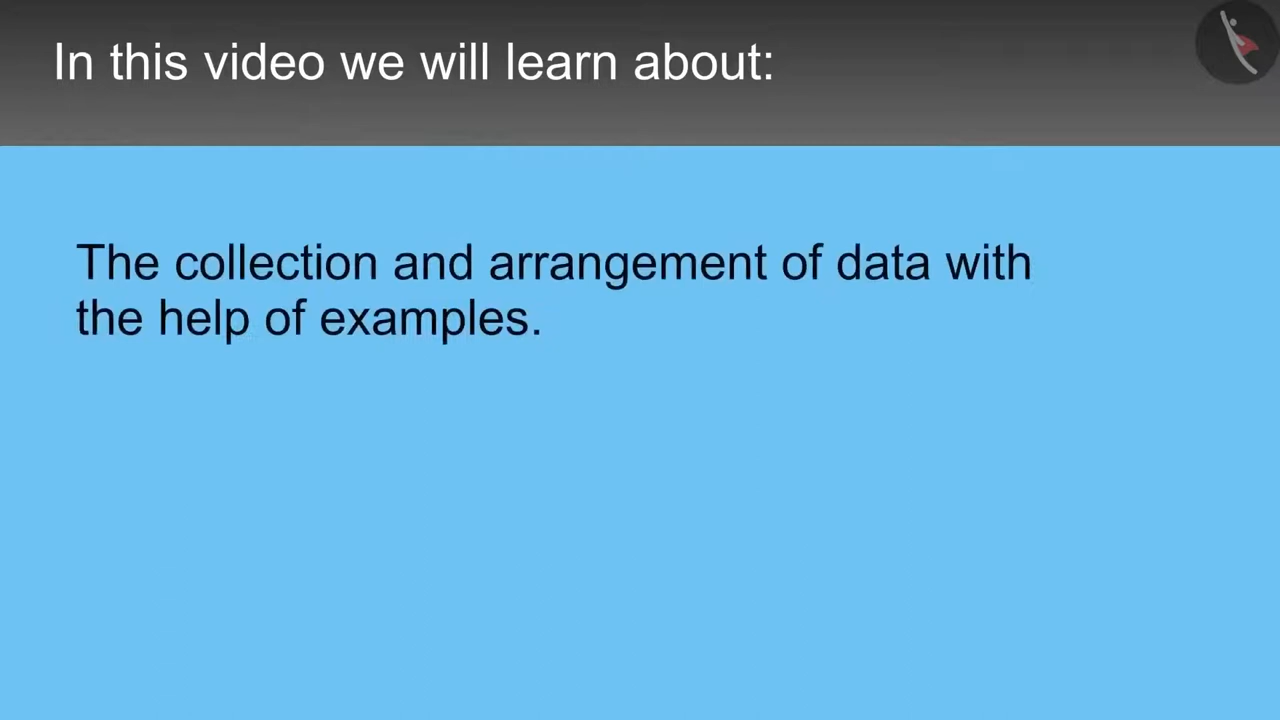 In this video we will learn about:
The collection and arrangement of data with
the help of examples.